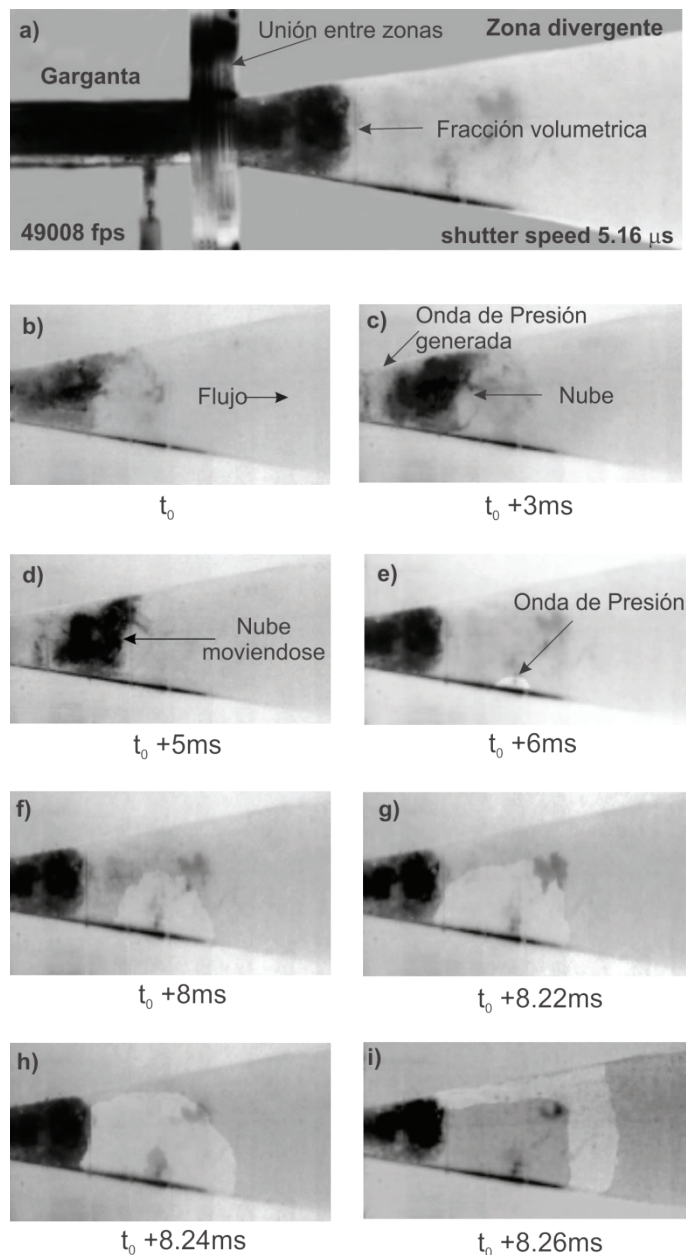 a)
Unión entre zonas
Zona divergente
Garganta
Fracción volumetrica
49008 fps
shutter speed 5.16 μs
b)
Flujo
t₀
c)
Onda de Presión
generada
Nube
t₀ +3ms
d)
Nube
moviendose
t₀ +5ms
e)
Onda de Presión
t₀ +6ms
f)
t₀ +8ms
g)
t₀ +8.22ms
h)
t₀ +8.24ms
i)
t₀ +8.26ms